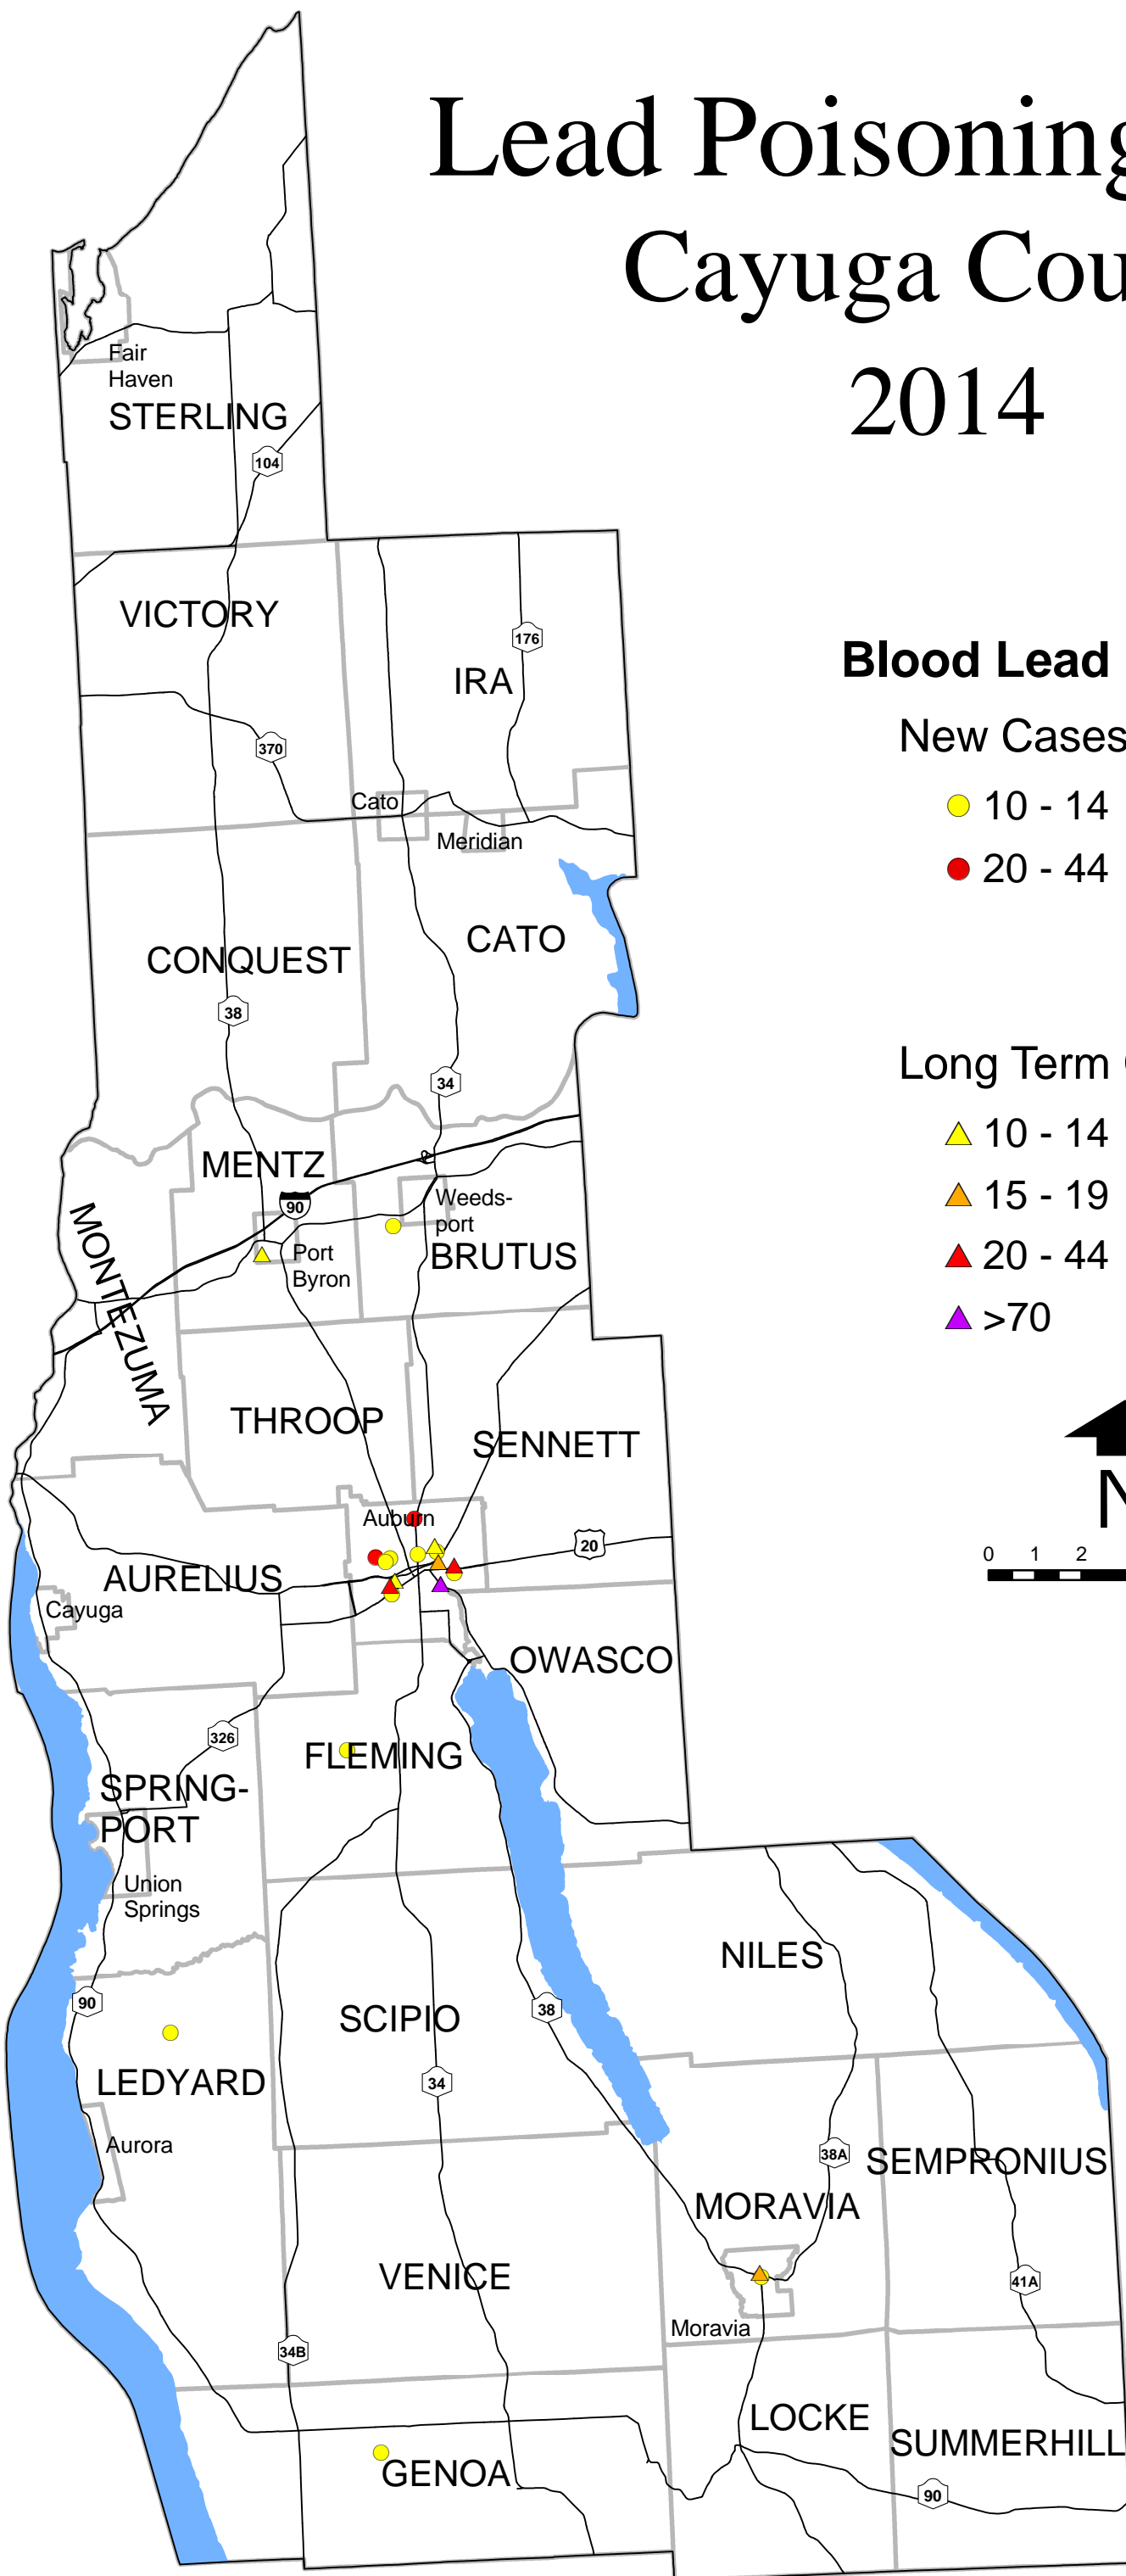 Lead Poisoning
Cayuga Cou
2014
Fair
Haven
STERLING
104
VICTORY
176
IRA
370
Cato
Meridian
CONQUEST
CATO
38
34
Blood Lead
New Cases
10 - 14
20 - 44
Long Term
10 - 14
15 - 19
20 - 44
>70
N
0 1 2
MENTZ
90
Weeds-
port
Port
Byron
BRUTUS
MONTEZUMA
THROOP
SENNETT
Auburn
20
AURELIUS
Cayuga
OWASCO
326
FLEMING
SPRING-
PORT
Union
Springs
NILES
90
SCIPIO
38
LEDYARD
34
Aurora
38A
SEMPRONIUS
MORAVIA
VENICE
41A
Moravia
34B
LOCKE
SUMMERHILL
GENOA
90